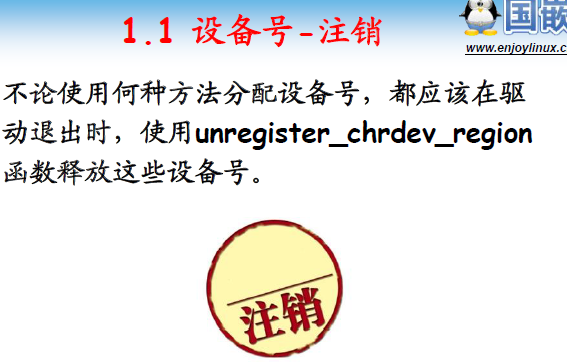 1.1 设备号-注销
国嵌
www.enjoylinux.c
不论使用何种方法分配设备号，都应该在驱
动退出时，使用unregister_chrdev_region
函数释放这些设备号。
注销